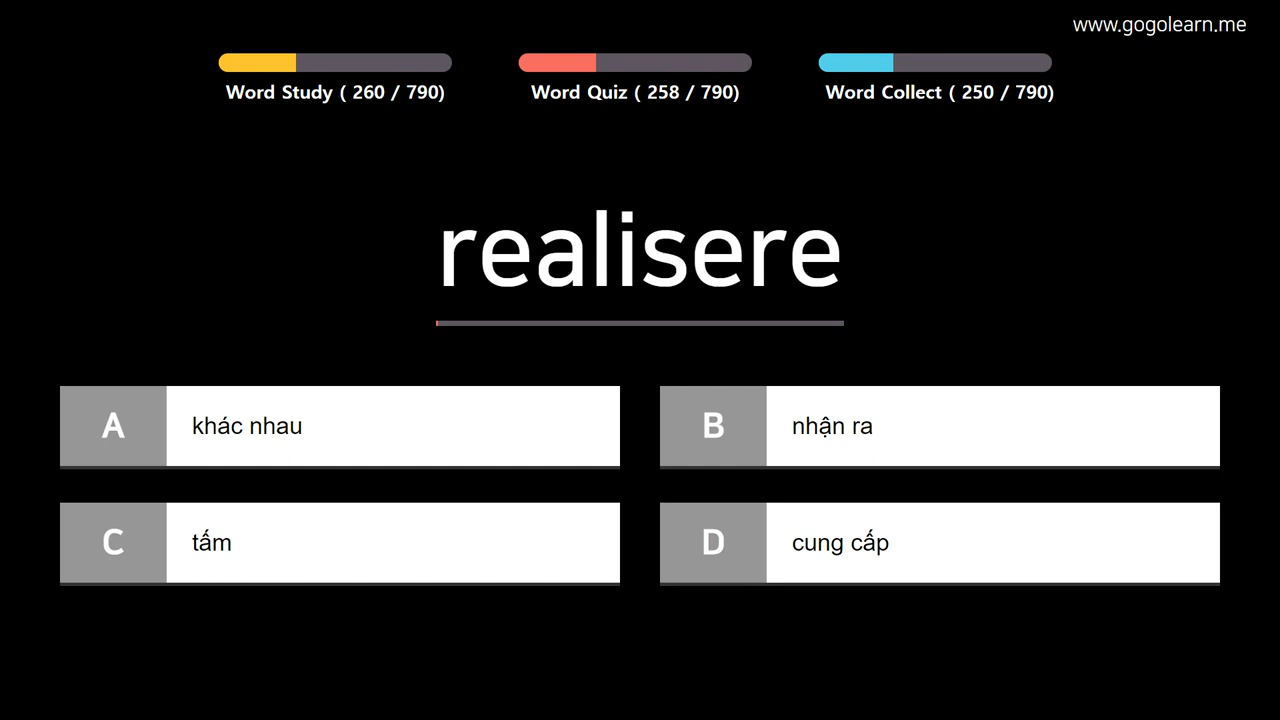 www.gogolearn.me
Word Study ( 260 / 790)
Word Quiz ( 258 / 790)
Word Collect ( 250 / 790)
realisere
A khác nhau
B nhận ra
C tấm
D cung cấp